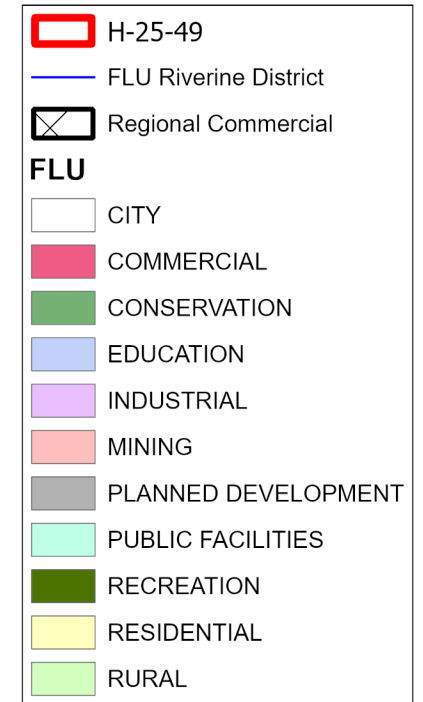 H-25-49
FLU Riverine District
Regional Commercial
FLU
CITY
COMMERCIAL
CONSERVATION
EDUCATION
INDUSTRIAL
MINING
PLANNED DEVELOPMENT
PUBLIC FACILITIES
RECREATION
RESIDENTIAL
RURAL